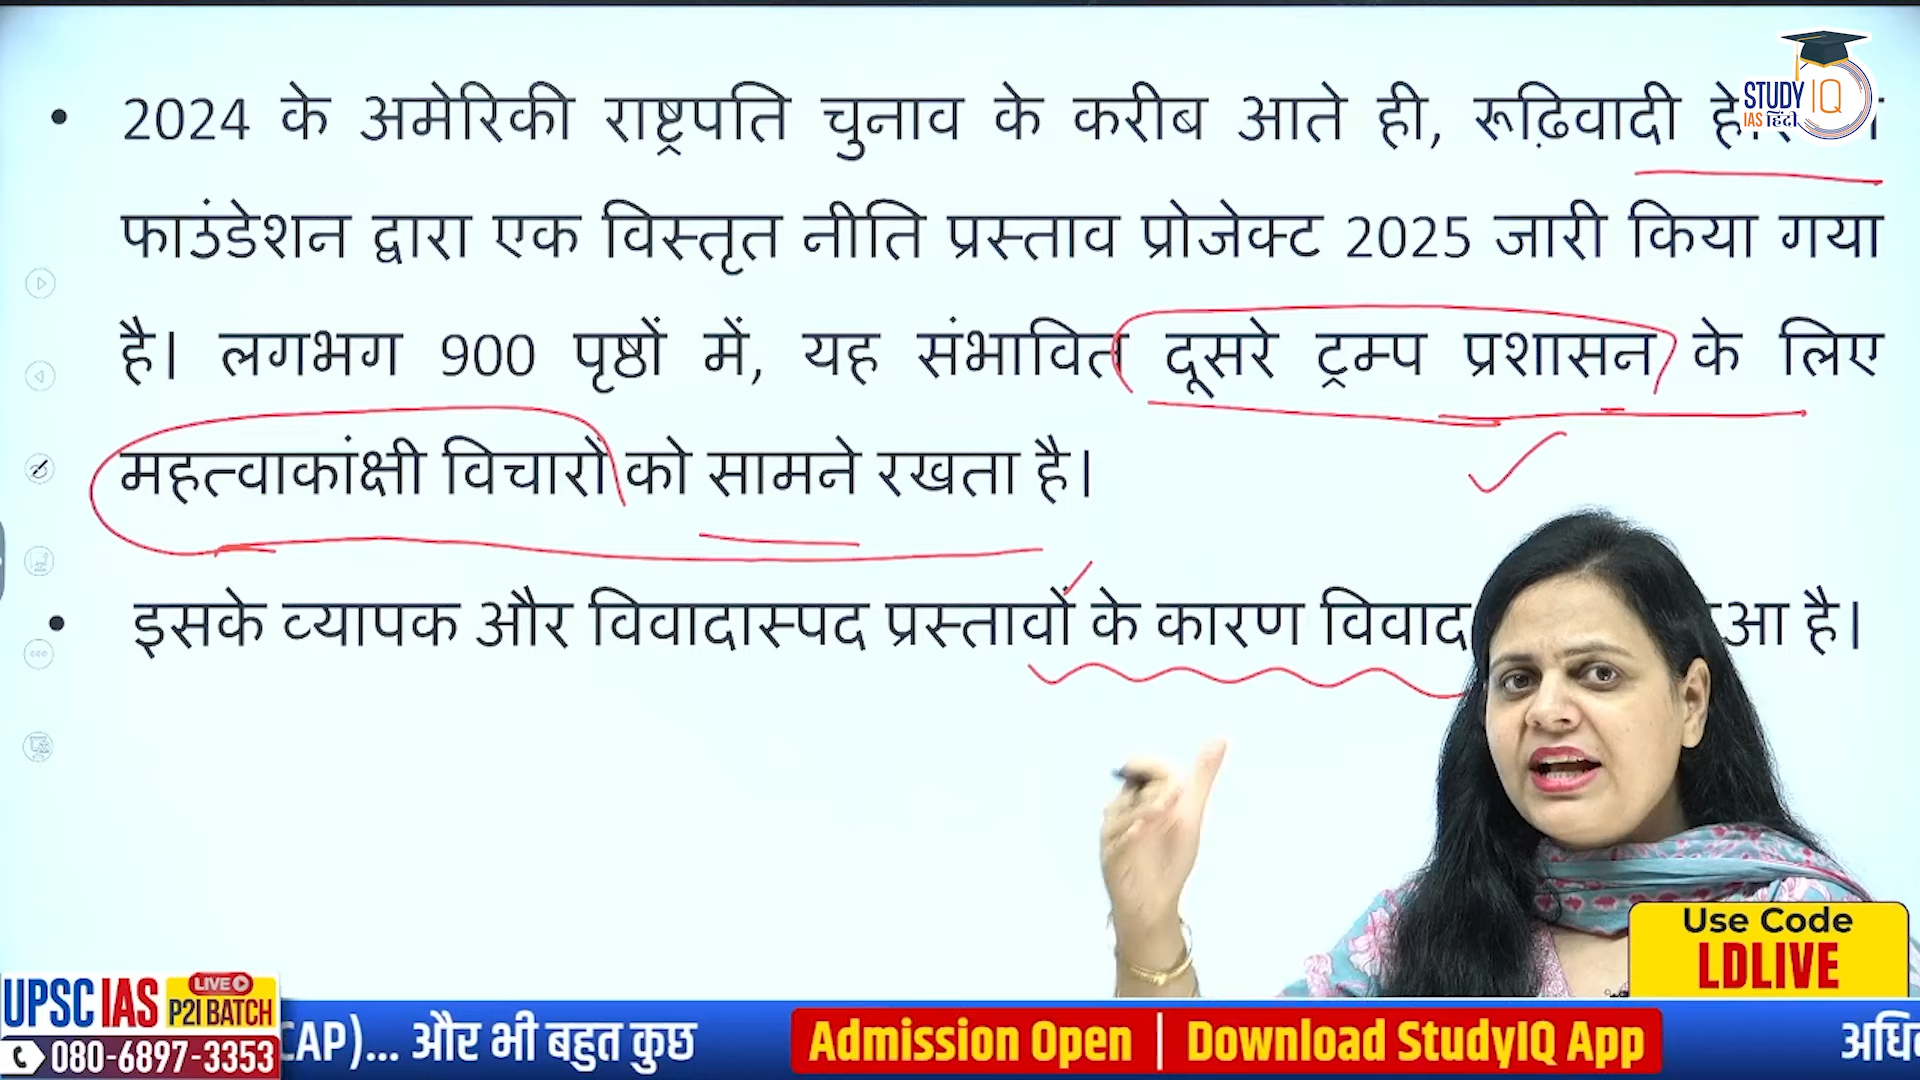 • 2024 के अमेरिकी राष्ट्रपति चुनाव के करीब आते ही, रूढ़िवादी
STUDY IQ
IAS हिंदी
फाउंडेशन द्वारा एक विस्तृत नीति प्रस्ताव प्रोजेक्ट 2025 जारी किया गया
है। लगभग 900 पृष्ठों में, यह संभावित दूसरे ट्रम्प प्रशासन के लिए
महत्वाकांक्षी विचारों को सामने रखता है।
• इसके व्यापक और विवादास्पद प्रस्तावों के कारण विवाद है।
Use Code
LDLIVE
LIVE
UPSC IAS P2I BATCH
080-6897-3353
CAP)... और भी बहुत कुछ
Admission Open | Download StudyIQ App